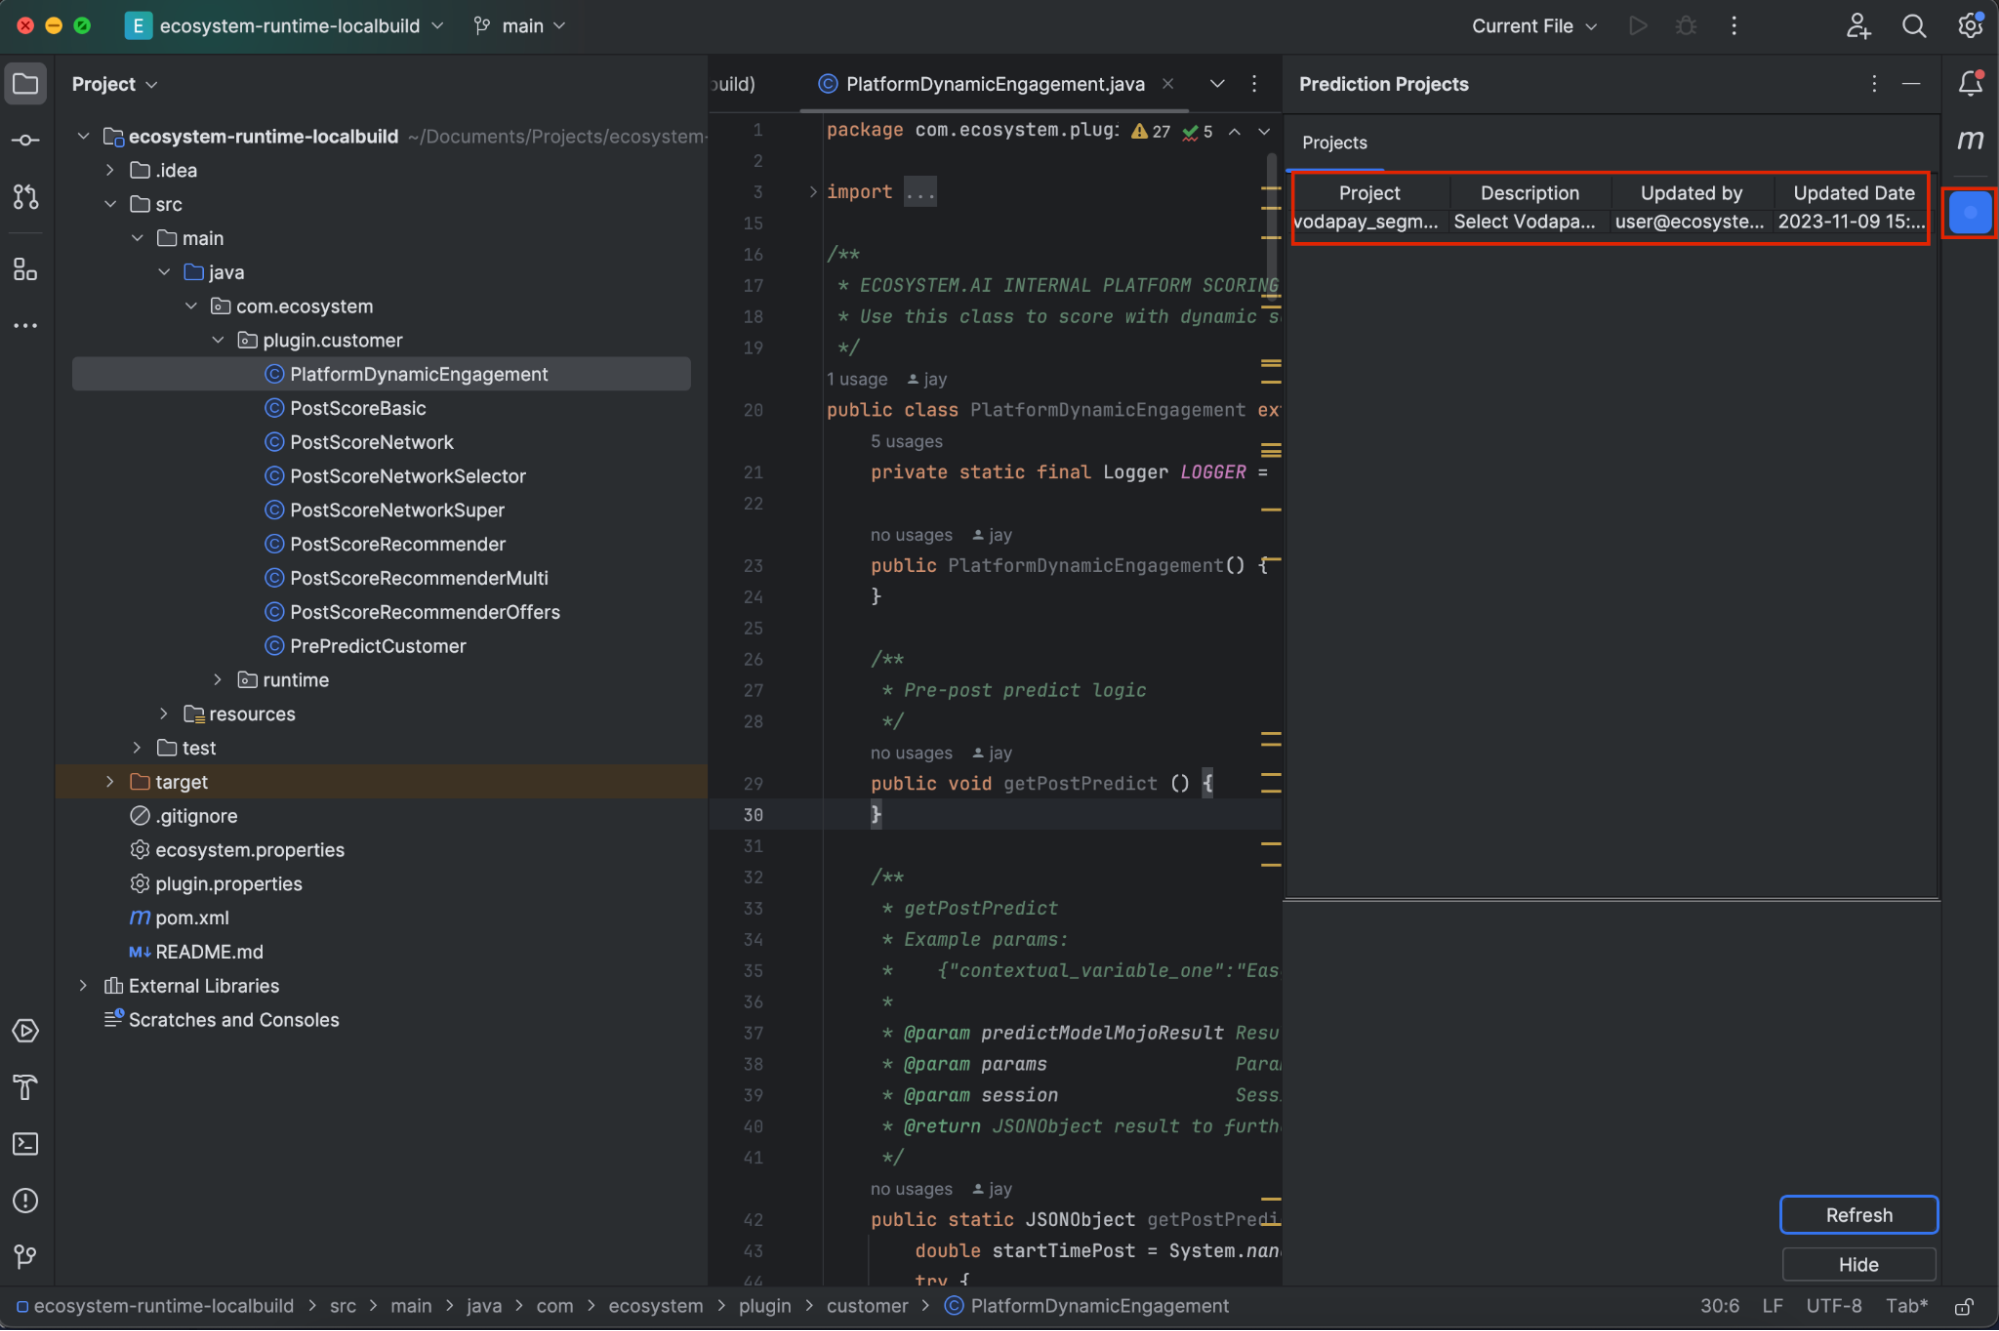 E ecosystem-runtime-localbuild main Current File
Project
ecosystem-runtime-localbuild ~/Documents/Projects/ecosystem-
.idea
src
main
java
com.ecosystem
plugin.customer
PlatformDynamicEngagement
PostScoreBasic
PostScoreNetwork
PostScoreNetworkSelector
PostScoreNetworkSuper
PostScoreRecommender
PostScoreRecommenderMulti
PostScoreRecommenderOffers
PrePredictCustomer
runtime
resources
test
target
.gitignore
ecosystem.properties
plugin.properties
m pom.xml
M↓ README.md
External Libraries
Scratches and Consoles
build) PlatformDynamicEngagement.java
1 package com.ecosystem.plug: 27 5
2
3 import ...
15
16 /**
17 * ECOSYSTEM.AI INTERNAL PLATFORM SCORING
18 * Use this class to score with dynamic s
19 */
1 usage jay
20 public class PlatformDynamicEngagement ext
5 usages
21 private static final Logger LOGGER =
22
no usages jay
23 public PlatformDynamicEngagement() {
24 }
25
26 /**
27 * Pre-post predict logic
28 */
no usages jay
29 public void getPostPredict () {
30 }
31
32 /**
33 * getPostPredict
34 * Example params:
35 * {"contextual_variable_one":"Eas
36 *
37 * @param predictModelMojoResult Resu
38 * @param params Para
39 * @param session Sess
40 * @return JSONObject result to furth
41 */
no usages jay
42 public static JSONObject getPostPredi
43 double startTimePost = System.nan
44 try {
Prediction Projects
m
Projects
Project Description Updated by Updated Date
vodapay_segm... Select Vodapa... user@ecosyste... 2023-11-09 15:...
Refresh
Hide
ecosystem-runtime-localbuild > src > main > java > com > ecosystem > plugin > customer > PlatformDynamicEngagement 30:6 LF UTF-8 Tab*